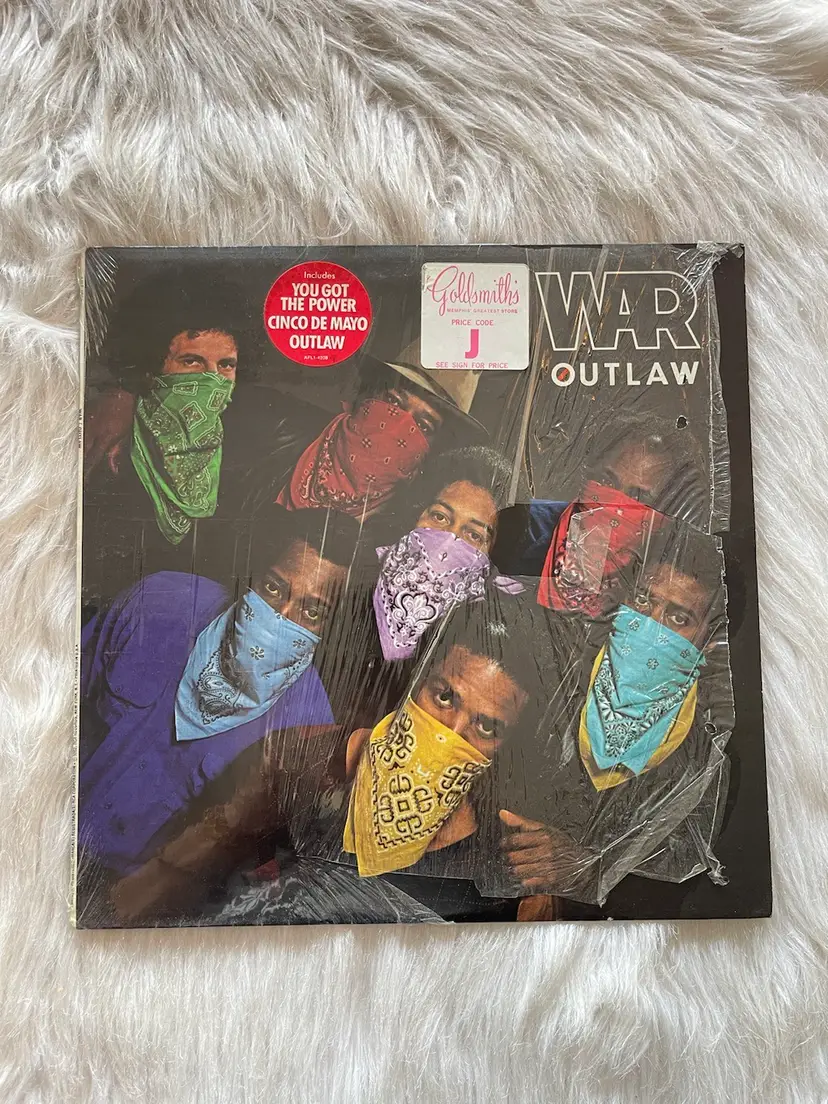 Includes
YOU GOT
THE POWER
CINCO DE MAYO
OUTLAW
Goldsmith's
MEMPHIS' GREATEST STORE
PRICE CODE
J
SEE SIGN FOR PRICE
WAR
OUTLAW